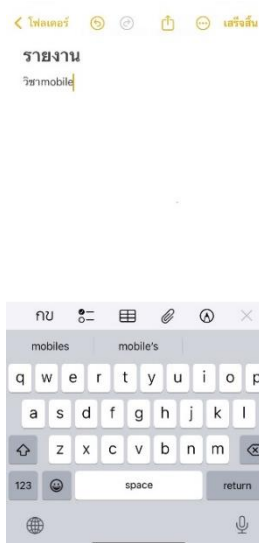 โฟลเดอร์ เสร็จสิ้น
รายงาน
วิชาmobile
กข
mobiles mobile's
q w e r t y u i o p
a s d f g h j k l
z x c v b n m
123 space return